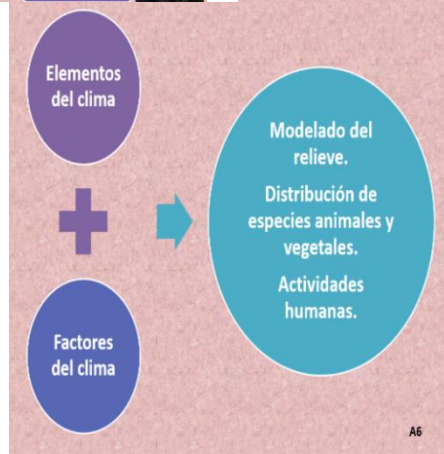 Elementos
del clima
Factores
del clima
Modelado del
relieve.
Distribución de
especies animales y
vegetales.
Actividades
humanas.
A6